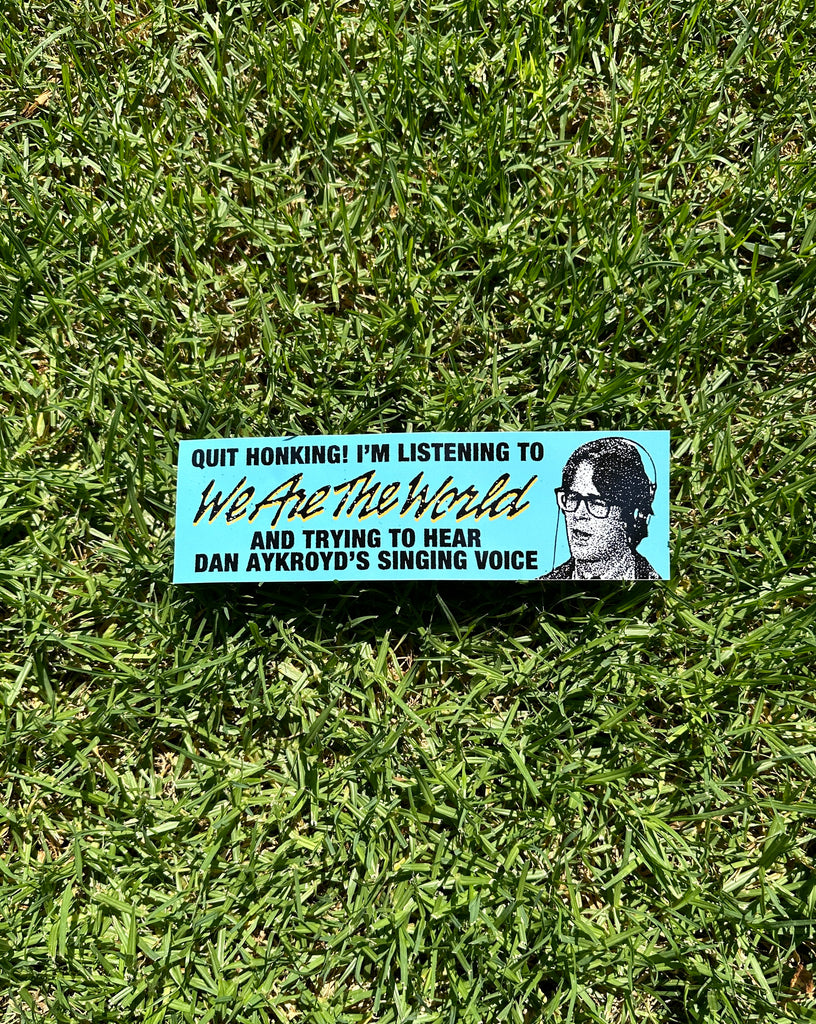 QUIT HONKING! I'M LISTENING TO
We Are The World
AND TRYING TO HEAR
DAN AYKROYD'S SINGING VOICE